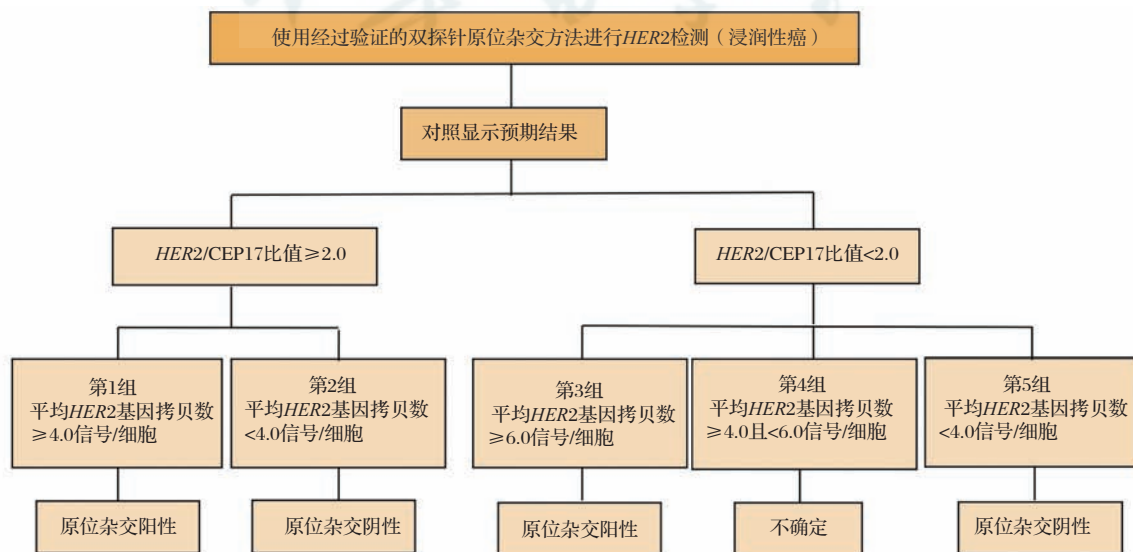 使用经过验证的双探针原位杂交方法进行HER2检测（浸润性癌）
对照显示预期结果
HER2/CEP17比值≥2.0
HER2/CEP17比值<2.0
第1组
平均HER2基因拷贝数
≥4.0信号/细胞
第2组
平均HER2基因拷贝数
<4.0信号/细胞
第3组
平均HER2基因拷贝数
≥6.0信号/细胞
第4组
平均HER2基因拷贝数
≥4.0且<6.0信号/细胞
第5组
平均HER2基因拷贝数
<4.0信号/细胞
原位杂交阳性
原位杂交阴性
原位杂交阳性
不确定
原位杂交阴性